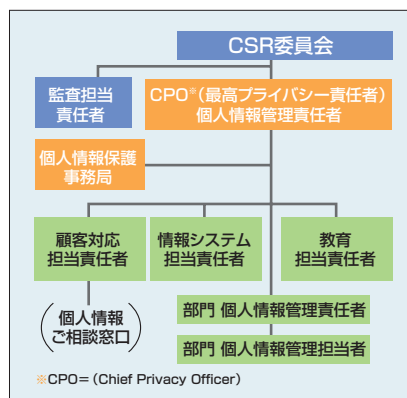 CSR委員会
監査担当
責任者
CPO※(最高プライバシー責任者)
個人情報管理責任者
個人情報保護
事務局
顧客対応
担当責任者
情報システム
担当責任者
教育
担当責任者
(個人情報
ご相談窓口)
部門 個人情報管理責任者
部門 個人情報管理担当者
※CPO=(Chief Privacy Officer)